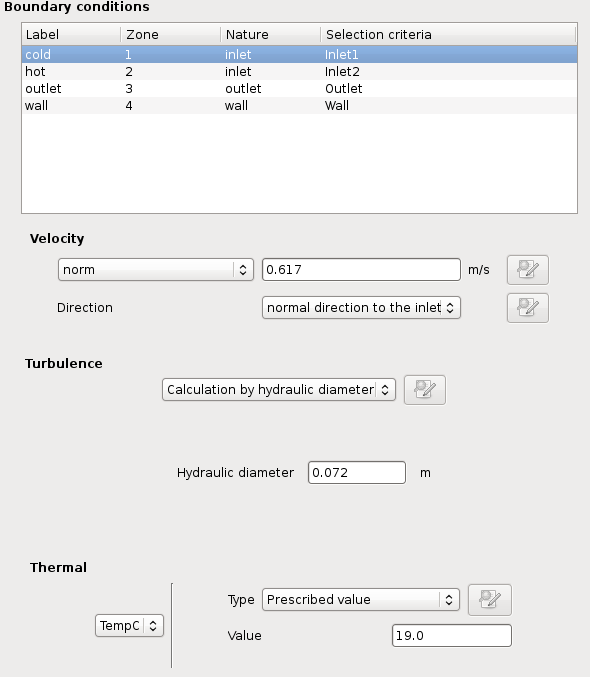 Boundary conditions
Label Zone Nature Selection criteria
cold 1 inlet Inlet1
hot 2 inlet Inlet2
outlet 3 outlet Outlet
wall 4 wall Wall
Velocity
norm 0.617 m/s
Direction normal direction to the inlet
Turbulence
Calculation by hydraulic diameter
Hydraulic diameter 0.072 m
Thermal
Type Prescribed value
TempC
Value 19.0